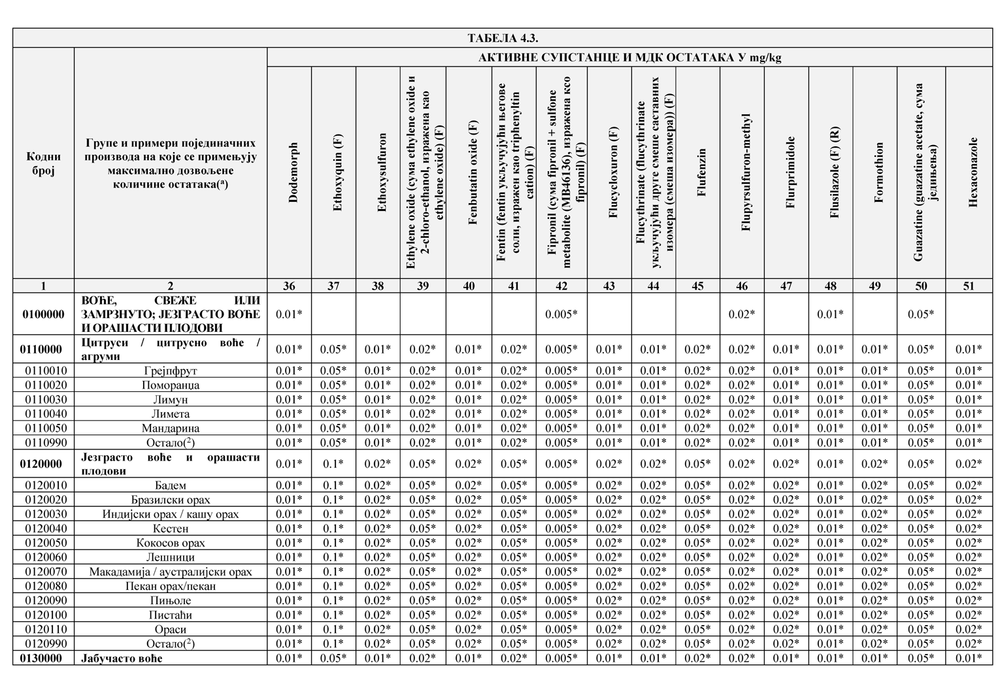 ТАБЕЛА 4.3.
Кодни број
Групе и примери појединачних производа на које се примењују максимално дозвољене количине остатака(ᵃ)
АКТИВНЕ СУПСТАНЦЕ И МДК ОСТАТАКА У mg/kg
Dodemorph
Ethoxyquin (F)
Ethoxysulfuron
Ethylene oxide (сума ethylene oxide и 2-chloro-ethanol, изражена као ethylene oxide) (F)
Fenbutatin oxide (F)
Fentin (fentin укључујући његове соли, изражен као triphenyltin cation) (F)
Fipronil (сума fipronil + sulfone metabolite (MB46136), изражена ксо fipronil) (F)
Flucycloxuron (F)
Flucythrinate (flucythrinate укључујући друге смеше саставних изомера (смеша изомера)) (F)
Flufenzin
Flupyrsulfuron-methyl
Flurprimidole
Flusilazole (F) (R)
Formothion
Guazatine (guazatine acetate, сума једињења)
Hexaconazole
1 2 36 37 38 39 40 41 42 43 44 45 46 47 48 49 50 51
0100000 ВОЋЕ, СВЕЖЕ ИЛИ ЗАМРЗНУТО; ЈЕЗГРАСТО ВОЋЕ И ОРАШАСТИ ПЛОДОВИ 0.01* 0.005* 0.02* 0.01* 0.05*
0110000 Цитруси / цитрусно воће / агруми 0.01* 0.05* 0.01* 0.02* 0.01* 0.02* 0.005* 0.01* 0.01* 0.02* 0.02* 0.01* 0.01* 0.01* 0.05* 0.01*
0110010 Грејпфрут 0.01* 0.05* 0.01* 0.02* 0.01* 0.02* 0.005* 0.01* 0.01* 0.02* 0.02* 0.01* 0.01* 0.01* 0.05* 0.01*
0110020 Поморанџа 0.01* 0.05* 0.01* 0.02* 0.01* 0.02* 0.005* 0.01* 0.01* 0.02* 0.02* 0.01* 0.01* 0.01* 0.05* 0.01*
0110030 Лимун 0.01* 0.05* 0.01* 0.02* 0.01* 0.02* 0.005* 0.01* 0.01* 0.02* 0.02* 0.01* 0.01* 0.01* 0.05* 0.01*
0110040 Лимета 0.01* 0.05* 0.01* 0.02* 0.01* 0.02* 0.005* 0.01* 0.01* 0.02* 0.02* 0.01* 0.01* 0.01* 0.05* 0.01*
0110050 Мандарина 0.01* 0.05* 0.01* 0.02* 0.01* 0.02* 0.005* 0.01* 0.01* 0.02* 0.02* 0.01* 0.01* 0.01* 0.05* 0.01*
0110990 Остало(²) 0.01* 0.05* 0.01* 0.02* 0.01* 0.02* 0.005* 0.01* 0.01* 0.02* 0.02* 0.01* 0.01* 0.01* 0.05* 0.01*
0120000 Језграсто воће и орашасти плодови 0.01* 0.1* 0.02* 0.05* 0.02* 0.05* 0.005* 0.02* 0.02* 0.05* 0.02* 0.02* 0.01* 0.02* 0.05* 0.02*
0120010 Бадем 0.01* 0.1* 0.02* 0.05* 0.02* 0.05* 0.005* 0.02* 0.02* 0.05* 0.02* 0.02* 0.01* 0.02* 0.05* 0.02*
0120020 Бразилски орах 0.01* 0.1* 0.02* 0.05* 0.02* 0.05* 0.005* 0.02* 0.02* 0.05* 0.02* 0.02* 0.01* 0.02* 0.05* 0.02*
0120030 Индијски орах / кашу орах 0.01* 0.1* 0.02* 0.05* 0.02* 0.05* 0.005* 0.02* 0.02* 0.05* 0.02* 0.02* 0.01* 0.02* 0.05* 0.02*
0120040 Кестен 0.01* 0.1* 0.02* 0.05* 0.02* 0.05* 0.005* 0.02* 0.02* 0.05* 0.02* 0.02* 0.01* 0.02* 0.05* 0.02*
0120050 Кокосов орах 0.01* 0.1* 0.02* 0.05* 0.02* 0.05* 0.005* 0.02* 0.02* 0.05* 0.02* 0.02* 0.01* 0.02* 0.05* 0.02*
0120060 Лешници 0.01* 0.1* 0.02* 0.05* 0.02* 0.05* 0.005* 0.02* 0.02* 0.05* 0.02* 0.02* 0.01* 0.02* 0.05* 0.02*
0120070 Макадамија / аустралијски орах 0.01* 0.1* 0.02* 0.05* 0.02* 0.05* 0.005* 0.02* 0.02* 0.05* 0.02* 0.02* 0.01* 0.02* 0.05* 0.02*
0120080 Пекан орах/пекан 0.01* 0.1* 0.02* 0.05* 0.02* 0.05* 0.005* 0.02* 0.02* 0.05* 0.02* 0.02* 0.01* 0.02* 0.05* 0.02*
0120090 Пињоле 0.01* 0.1* 0.02* 0.05* 0.02* 0.05* 0.005* 0.02* 0.02* 0.05* 0.02* 0.02* 0.01* 0.02* 0.05* 0.02*
0120100 Пистаћи 0.01* 0.1* 0.02* 0.05* 0.02* 0.05* 0.005* 0.02* 0.02* 0.05* 0.02* 0.02* 0.01* 0.02* 0.05* 0.02*
0120110 Ораси 0.01* 0.1* 0.02* 0.05* 0.02* 0.05* 0.005* 0.02* 0.02* 0.05* 0.02* 0.02* 0.01* 0.02* 0.05* 0.02*
0120990 Остало(²) 0.01* 0.1* 0.02* 0.05* 0.02* 0.05* 0.005* 0.02* 0.02* 0.05* 0.02* 0.02* 0.01* 0.02* 0.05* 0.02*
0130000 Јабучасто воће 0.01* 0.05* 0.01* 0.02* 0.01* 0.02* 0.005* 0.01* 0.01* 0.02* 0.02* 0.01* 0.01* 0.01* 0.05* 0.01*